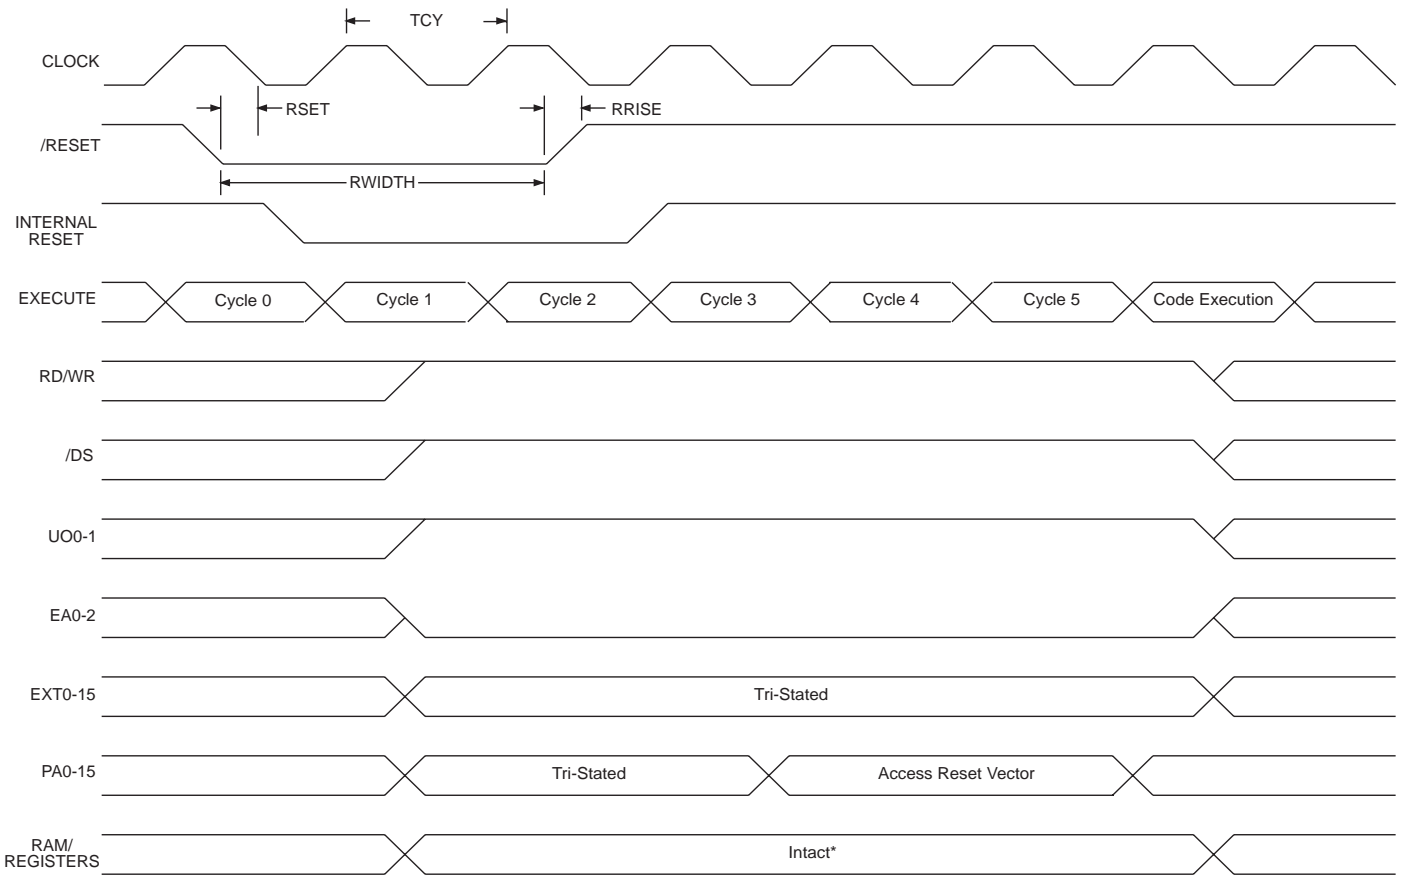 TCY
CLOCK
RSET
RRISE
/RESET
RWIDTH
INTERNAL
RESET
EXECUTE
Cycle 0
Cycle 1
Cycle 2
Cycle 3
Cycle 4
Cycle 5
Code Execution
RD/WR
/DS
UO0-1
EA0-2
EXT0-15
Tri-Stated
PA0-15
Tri-Stated
Access Reset Vector
RAM/
REGISTERS
Intact*